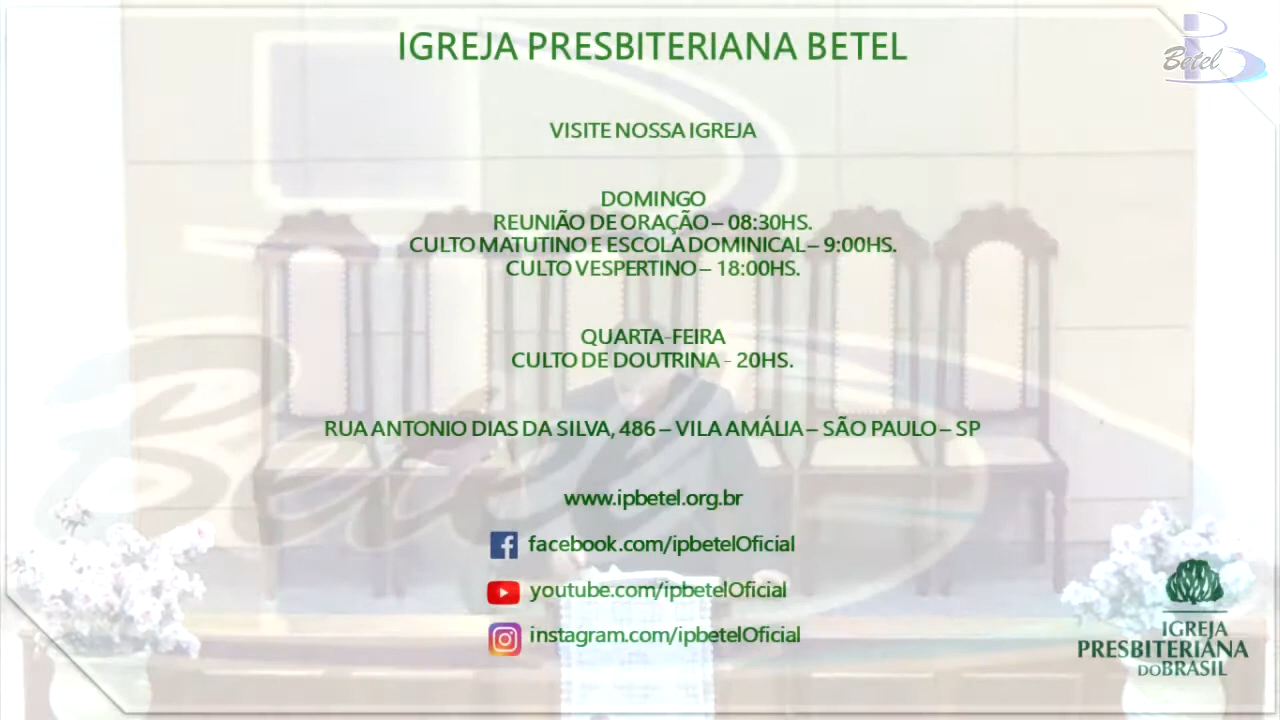 Betel
IGREJA PRESBITERIANA BETEL
VISITE NOSSA IGREJA
DOMINGO
REUNIÃO DE ORAÇÃO – 08:30HS.
CULTO MATUTINO E ESCOLA DOMINICAL – 9:00HS.
CULTO VESPERTINO – 18:00HS.
QUARTA-FEIRA
CULTO DE DOUTRINA - 20HS.
RUA ANTONIO DIAS DA SILVA, 486 – VILA AMÁLIA – SÃO PAULO – SP
www.ipbetel.org.br
facebook.com/ipbetelOficial
youtube.com/ipbetelOficial
instagram.com/ipbetelOficial
Betel
IGREJA
PRESBITERIANA
DO BRASIL